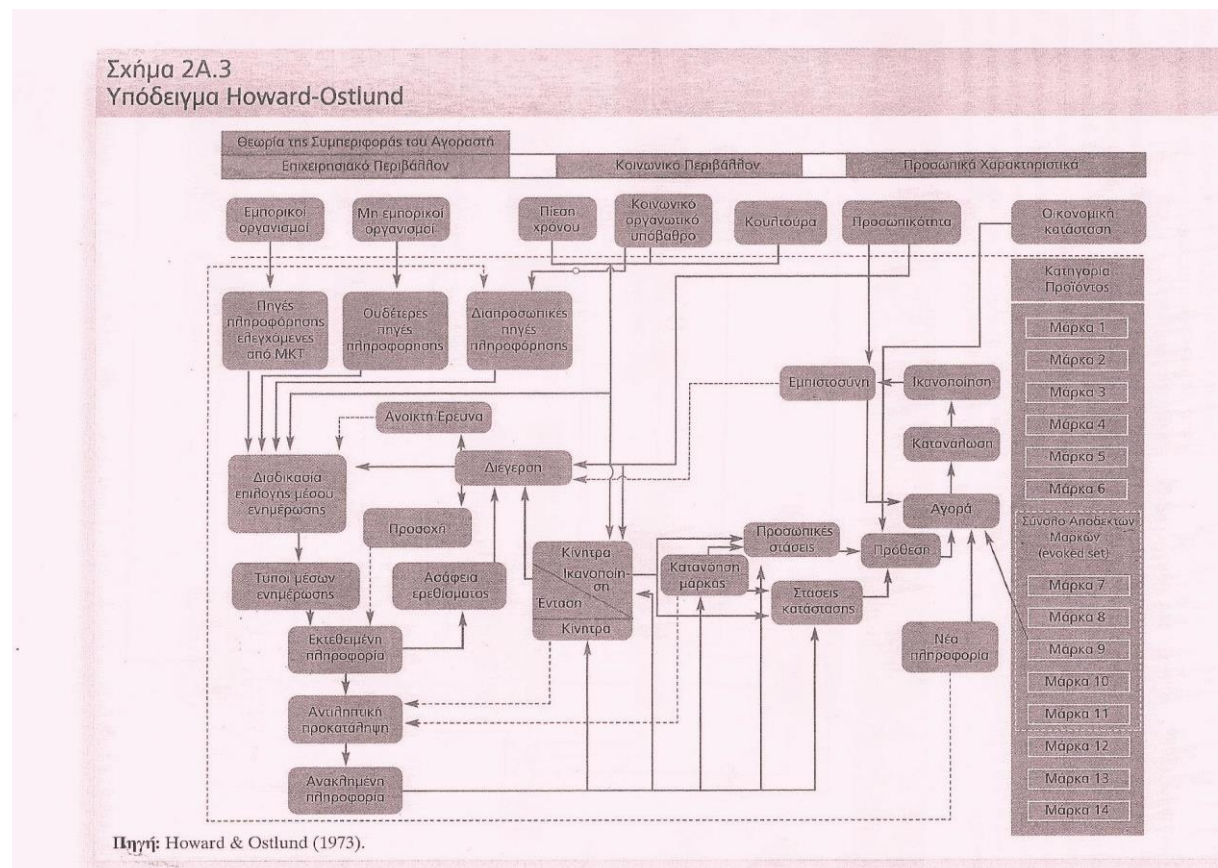 Σχήμα 2Α.3
Υπόδειγμα Howard-Ostlund
Θεωρία της Συμπεριφοράς του Αγοραστή
Επιχειρησιακό Περιβάλλον
Κοινωνικό Περιβάλλον
Προσωπικά Χαρακτηριστικά
Εμπορικοί
οργανισμοί
Μη εμπορικοί
οργανισμοί
Πίεση
χρόνου
Κοινωνικό
οργανωτικό
υπόβαθρο
Κουλτούρα
Προσωπικότητα
Οικονομική
κατάσταση
Πηγές
πληροφόρησης
ελεγχόμενες
από ΜΚΤ
Ουδέτερες
πηγές
πληροφορησης
Διαπροσωπικές
πηγές
πληροφόρησης
Κατηγορία
Προϊόντος
Μάρκα 1
Μάρκα 2
Μάρκα 3
Μάρκα 4
Μάρκα 5
Μάρκα 6
Σύνολο Αποδεκτών
Μαρκών
(evoked set)
Μάρκα 7
Μάρκα 8
Μάρκα 9
Μάρκα 10
Μάρκα 11
Μάρκα 12
Μάρκα 13
Μάρκα 14
Εμπιστοσύνη
Ικανοποίηση
Ανοικτή Έρευνα
Κατανάλωση
Διαδικασία
επιλογής μέσου
ενημέρωσης
Διέγερση
Αγορά
Προσοχή
Προσωπικές
στάσεις
Πρόθεση
Κίνητρα
Ικανοποίη
ση
Ένταση
Κίνητρα
Κατανόηση
μάρκας
Τύποι μέσων
ενημέρωσης
Ασάφεια
ερεθίσματος
Στάσεις
κατάστασης
Εκτεθειμένη
πληροφορία
Νέα
πληροφορία
Αντιληπτική
προκατάληψη
Ανακλημένη
πληροφορία
Πηγή: Howard & Ostlund (1973).